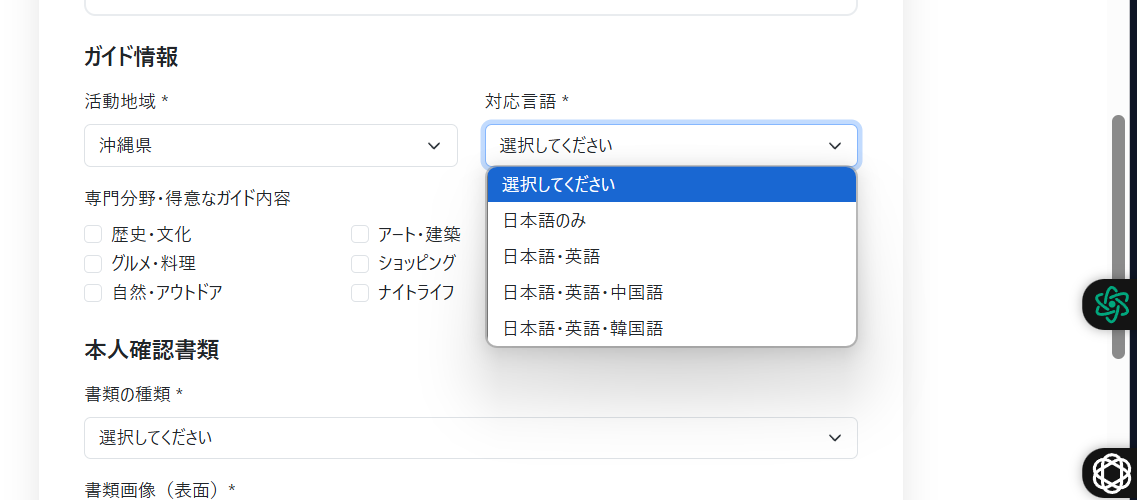 ガイド情報
活動地域 *
対応言語 *
沖縄県
選択してください
選択してください
日本語のみ
日本語・英語
日本語・英語・中国語
日本語・英語・韓国語
専門分野・得意なガイド内容
歴史・文化
アート・建築
グルメ・料理
ショッピング
自然・アウトドア
ナイトライフ
本人確認書類
書類の種類 *
選択してください
書類画像（表面）*